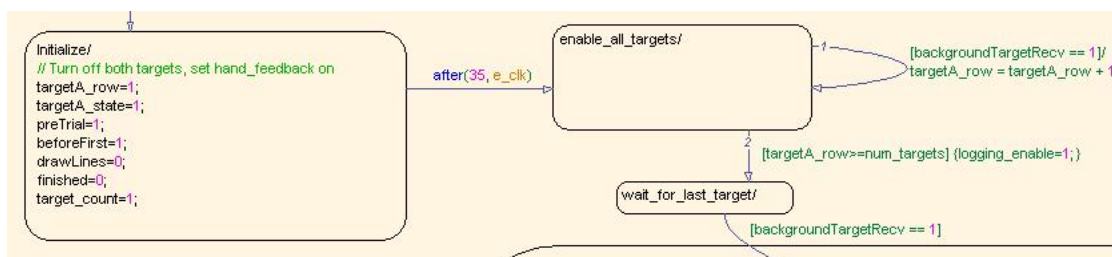 Initialize/
// Turn off both targets, set hand_feedback on
targetA_row=1;
targetA_state=1;
preTrial=1;
beforeFirst=1;
drawLines=0;
finished=0;
target_count=1;
after(35, e_clk)
enable_all_targets/
1
[backgroundTargetRecv == 1]/
targetA_row = targetA_row + 1
2
[targetA_row>=num_targets] {logging_enable=1;}
wait_for_last_target/
[backgroundTargetRecv == 1]